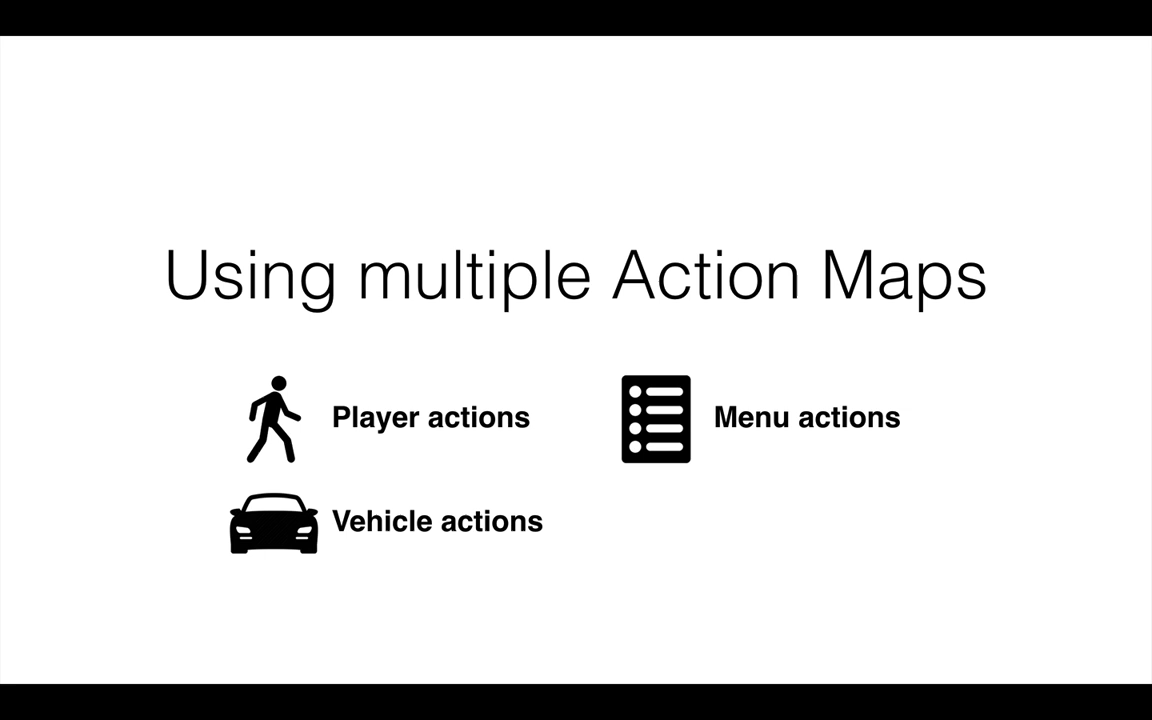 Using multiple Action Maps
Player actions
Menu actions
Vehicle actions